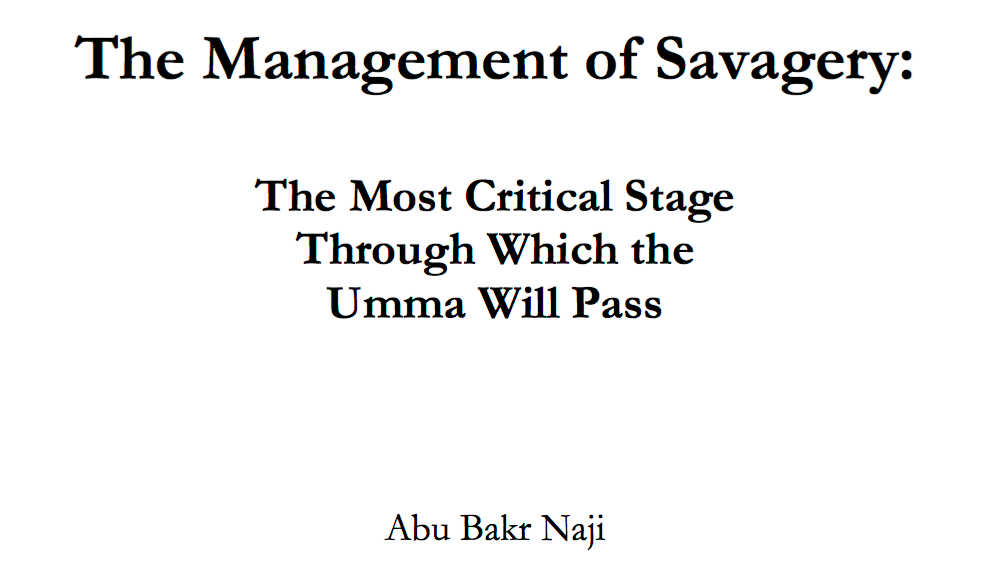 The Management of Savagery:
The Most Critical Stage
Through Which the
Umma Will Pass
Abu Bakr Naji